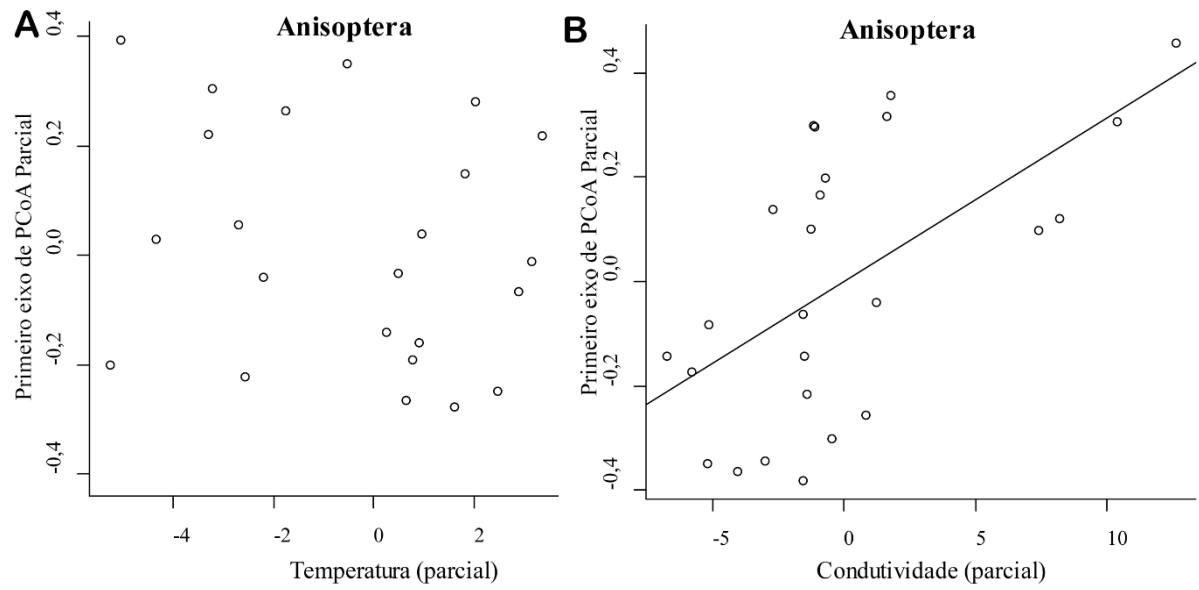 A
Anisoptera
Primeiro eixo de PCoA Parcial
0,4
0,2
0,0
-0,2
-0,4
-4
-2
0
2
Temperatura (parcial)
B
Anisoptera
Primeiro eixo de PCoA Parcial
0,4
0,2
0,0
-0,2
-0,4
-5
0
5
10
Condutividade (parcial)